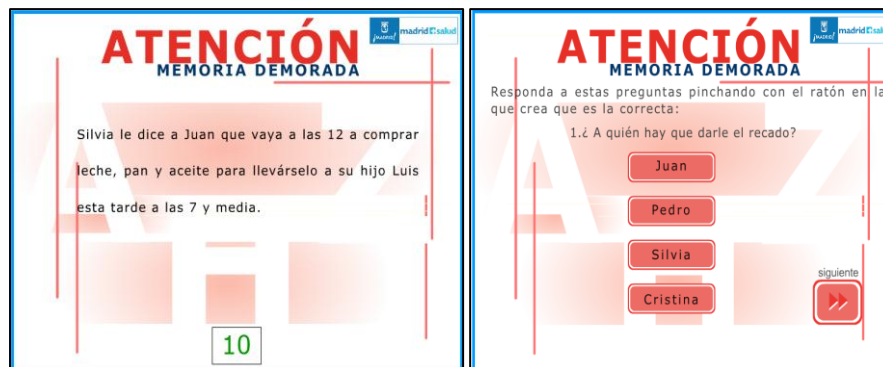 ATENCIÓN
MEMORIA DEMORADA
¡MADRID!
madrid salud
Silvia le dice a Juan que vaya a las 12 a comprar
leche, pan y aceite para llevárselo a su hijo Luis
esta tarde a las 7 y media.
10
ATENCIÓN
MEMORIA DEMORADA
¡MADRID!
madrid sal
Responda a estas preguntas pinchando con el ratón en la
que crea que es la correcta:
1.¿ A quién hay que darle el recado?
Juan
Pedro
Silvia
Cristina
siguiente